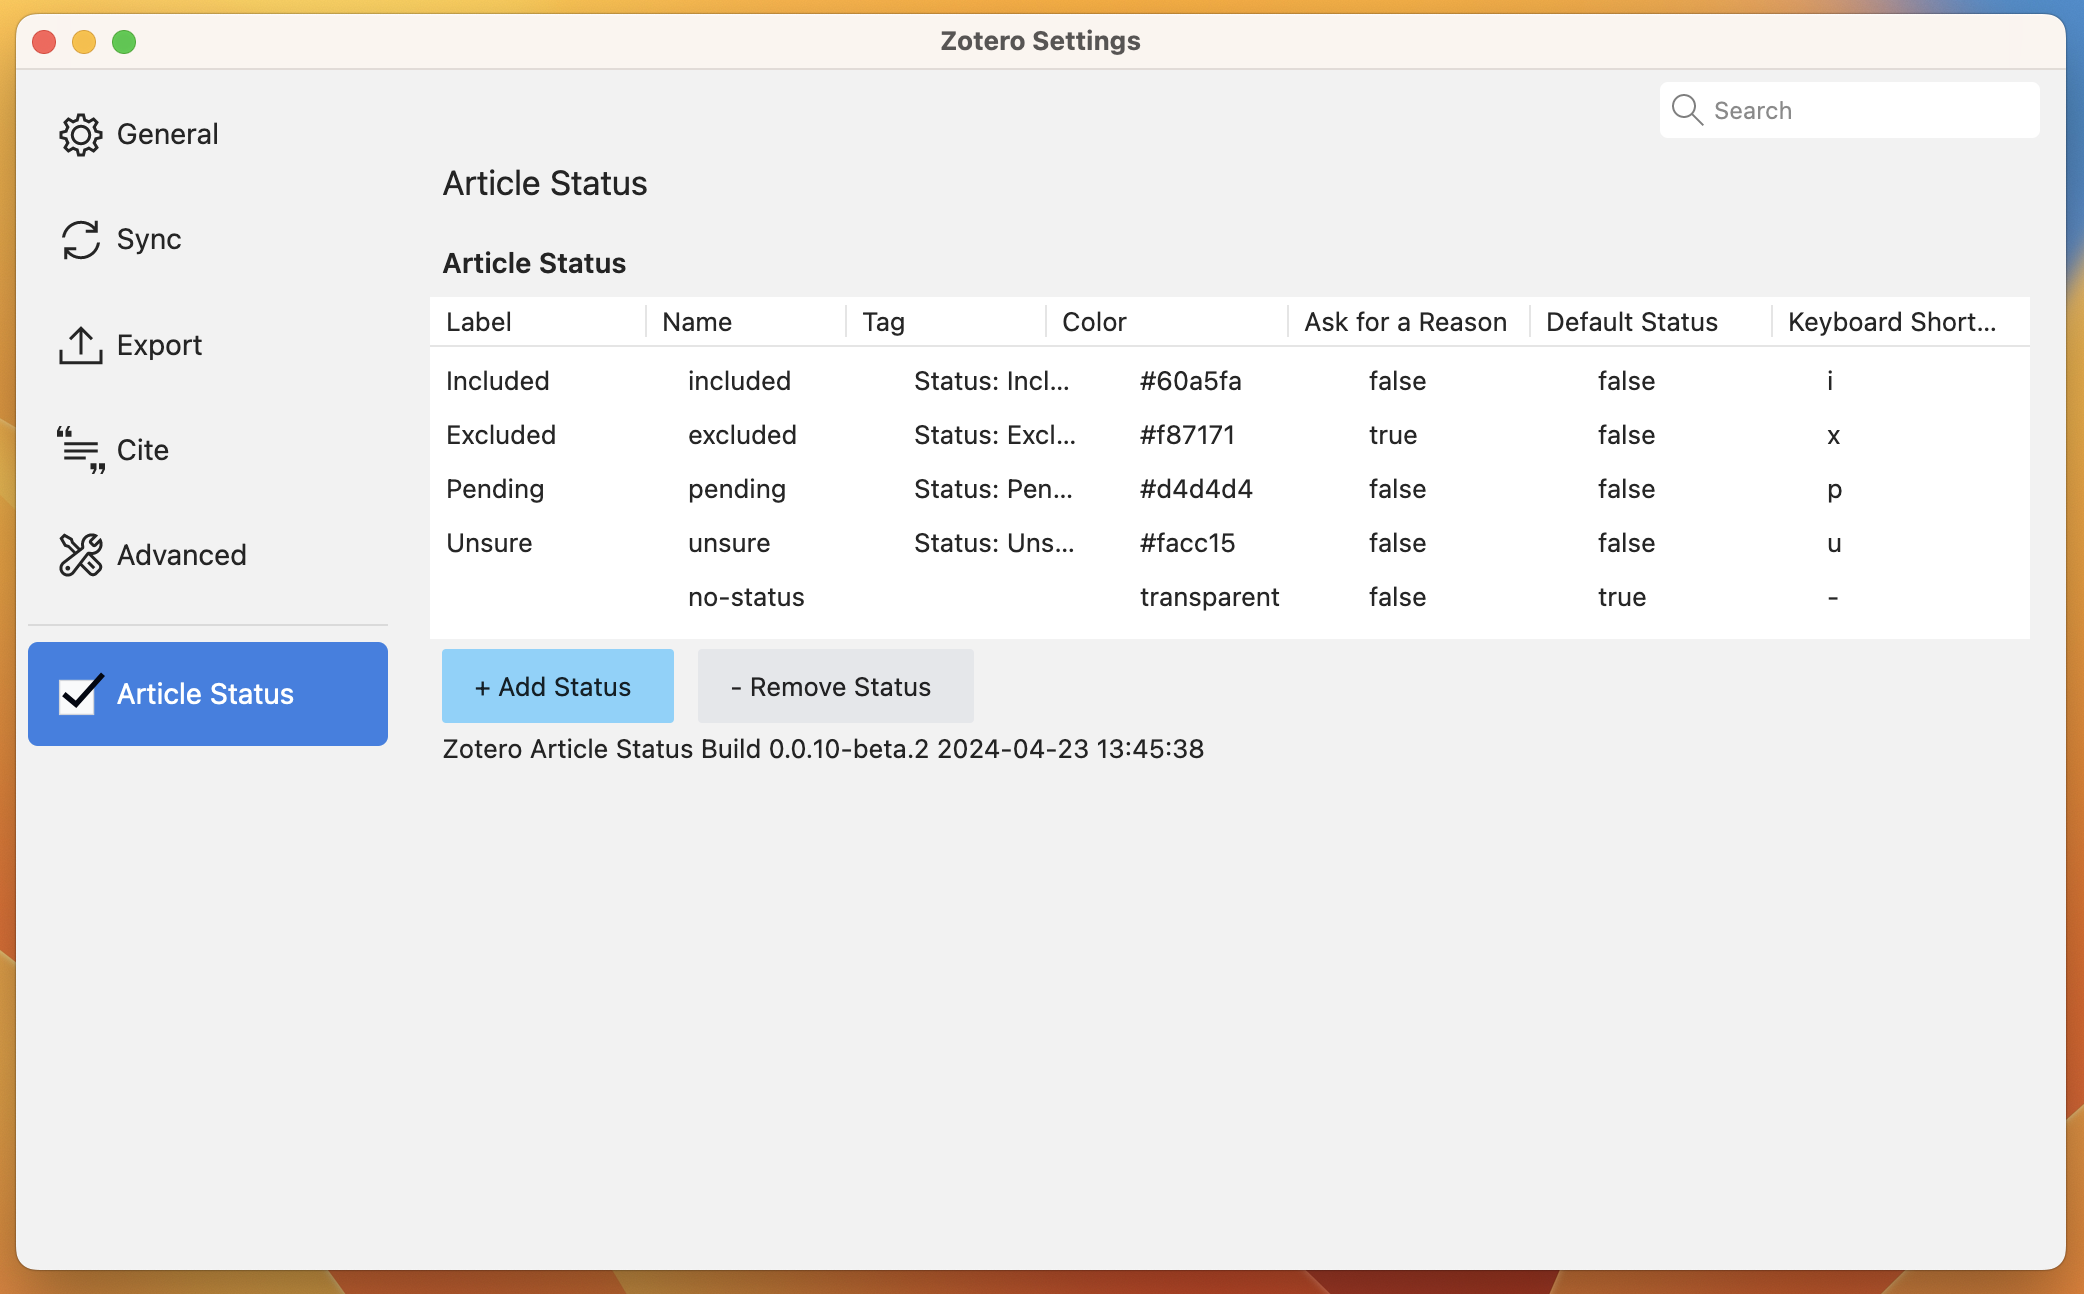 Zotero Settings
Search
General
Sync
Export
Cite
Advanced
Article Status
Article Status
Article Status
Label Name Tag Color Ask for a Reason Default Status Keyboard Short...
Included included Status: Incl... #60a5fa false false i
Excluded excluded Status: Excl... #f87171 true false x
Pending pending Status: Pen... #d4d4d4 false false p
Unsure unsure Status: Uns... #facc15 false false u
no-status transparent false true -
+ Add Status - Remove Status
Zotero Article Status Build 0.0.10-beta.2 2024-04-23 13:45:38